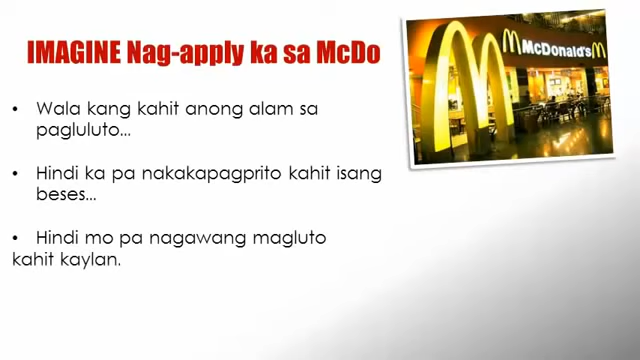 IMAGINE Nag-apply ka sa McDo
McDonald's
• Wala kang kahit anong alam sa
pagluluto...
• Hindi ka pa nakakapagprito kahit isang
beses...
• Hindi mo pa nagawang magluto
kahit kaylan.